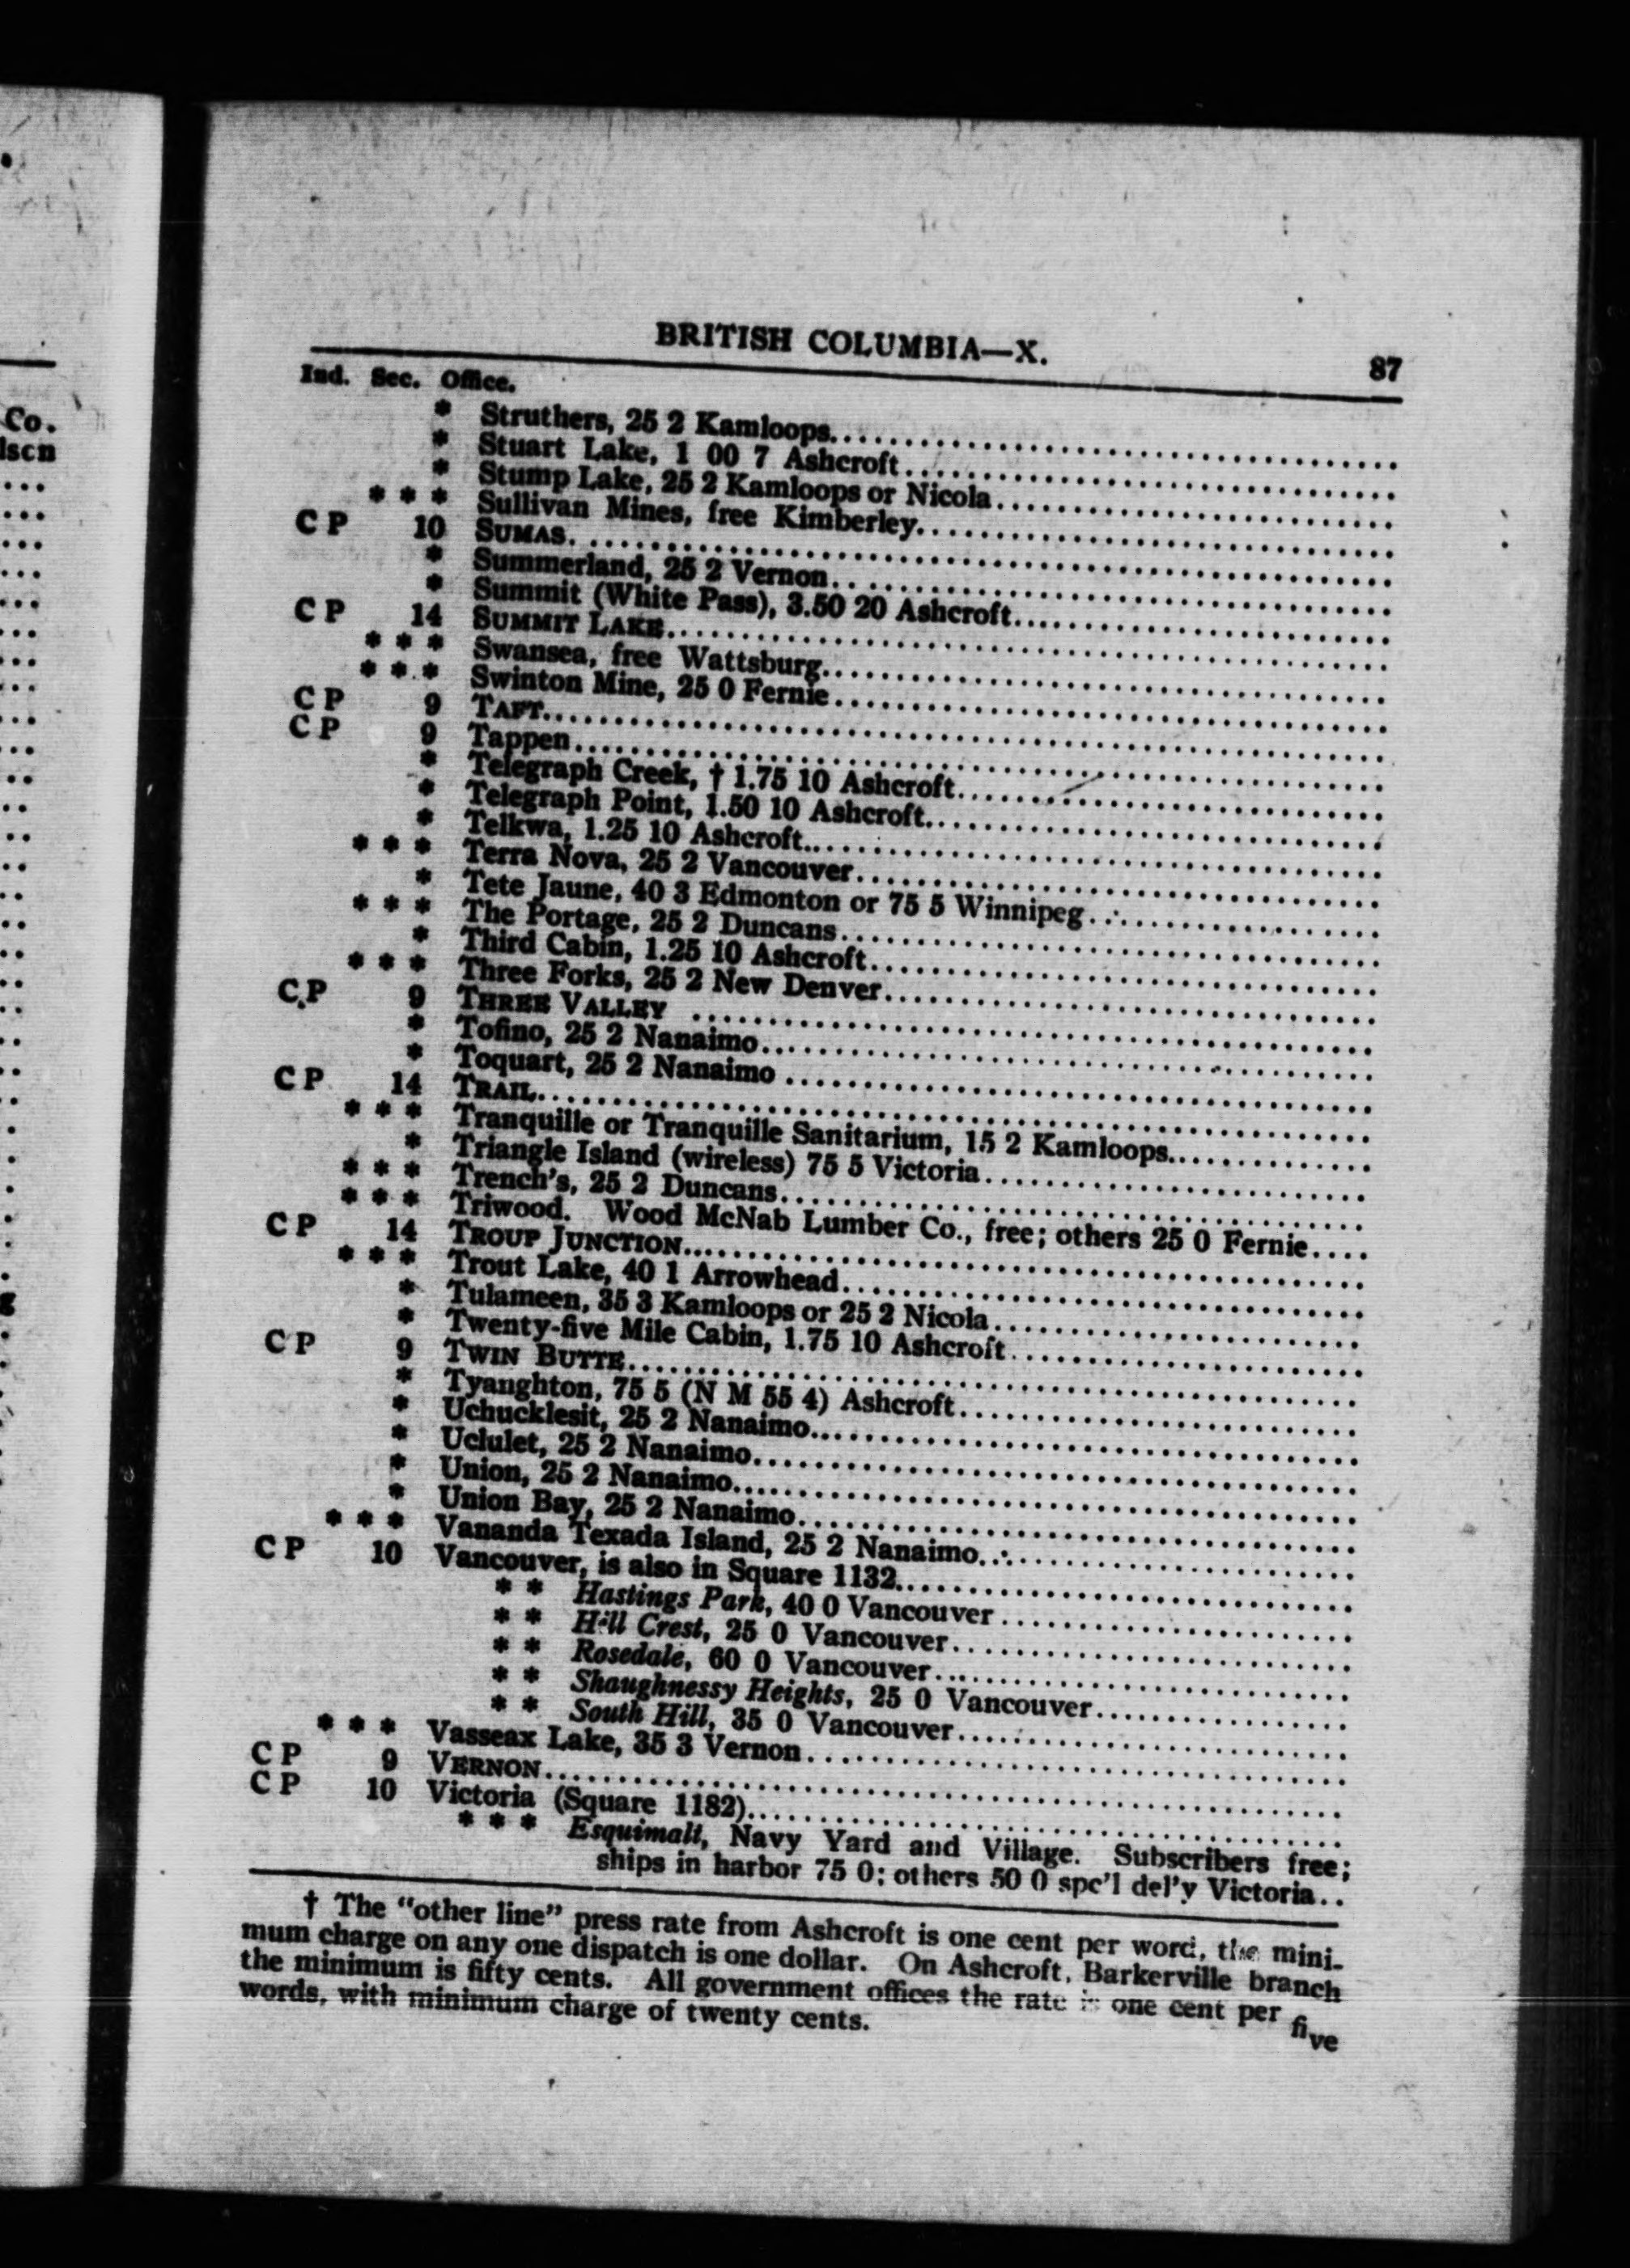 Co.
BRITISH COLUMBIA—X. 87
Ind. Sec. Office.
* Struthers, 25 2 Kamloops
* Stuart Lake, 1 00 7 Ashcroft
* Stump Lake, 25 2 Kamloops or Nicola
* * * Sullivan Mines, free Kimberley
C P 10 SUMAS
* Summerland, 25 2 Vernon
* Summit (White Pass), 3.50 20 Ashcroft
C P 14 SUMMIT LAKE
* * * Swansea, free Wattsburg
* * * Swinton Mine, 25 0 Fernie
C P 9 TAFT
C P 9 Tappen
* Telegraph Creek, † 1.75 10 Ashcroft
* Telegraph Point, 1.50 10 Ashcroft
* Telkwa, 1.25 10 Ashcroft
* * * Terra Nova, 25 2 Vancouver
* Tete Jaune, 40 3 Edmonton or 75 5 Winnipeg
* * * The Portage, 25 2 Duncans
* Third Cabin, 1.25 10 Ashcroft
* * * Three Forks, 25 2 New Denver
C P 9 THREE VALLEY
* Tofino, 25 2 Nanaimo
* Toquart, 25 2 Nanaimo
C P 14 TRAIL
* * * Tranquille or Tranquille Sanitarium, 15 2 Kamloops
* Triangle Island (wireless) 75 5 Victoria
* * * Trench's, 25 2 Duncans
* * * Triwood. Wood McNab Lumber Co., free; others 25 0 Fernie
C P 14 TROUP JUNCTION
* * * Trout Lake, 40 1 Arrowhead
* Tulameen, 35 3 Kamloops or 25 2 Nicola
* Twenty-five Mile Cabin, 1.75 10 Ashcroft
C P 9 TWIN BUTTE
* Tyanghton, 75 5 (N M 55 4) Ashcroft
* Uchucklesit, 25 2 Nanaimo
* Uclulet, 25 2 Nanaimo
* Union, 25 2 Nanaimo
* Union Bay, 25 2 Nanaimo
* * * Vananda Texada Island, 25 2 Nanaimo
C P 10 Vancouver, is also in Square 1132
* * Hastings Park, 40 0 Vancouver
* * Hill Crest, 25 0 Vancouver
* * Rosedale, 60 0 Vancouver
* * Shaughnessy Heights, 25 0 Vancouver
* * South Hill, 35 0 Vancouver
* * * Vasseax Lake, 35 3 Vernon
C P 9 VERNON
C P 10 Victoria (Square 1182)
* * * Esquimalt, Navy Yard and Village. Subscribers free;
ships in harbor 75 0; others 50 0 spc'l del'y Victoria
† The "other line" press rate from Ashcroft is one cent per word, the mini-
mum charge on any one dispatch is one dollar. On Ashcroft, Barkerville branch
the minimum is fifty cents. All government offices the rate is one cent per five
words, with minimum charge of twenty cents.